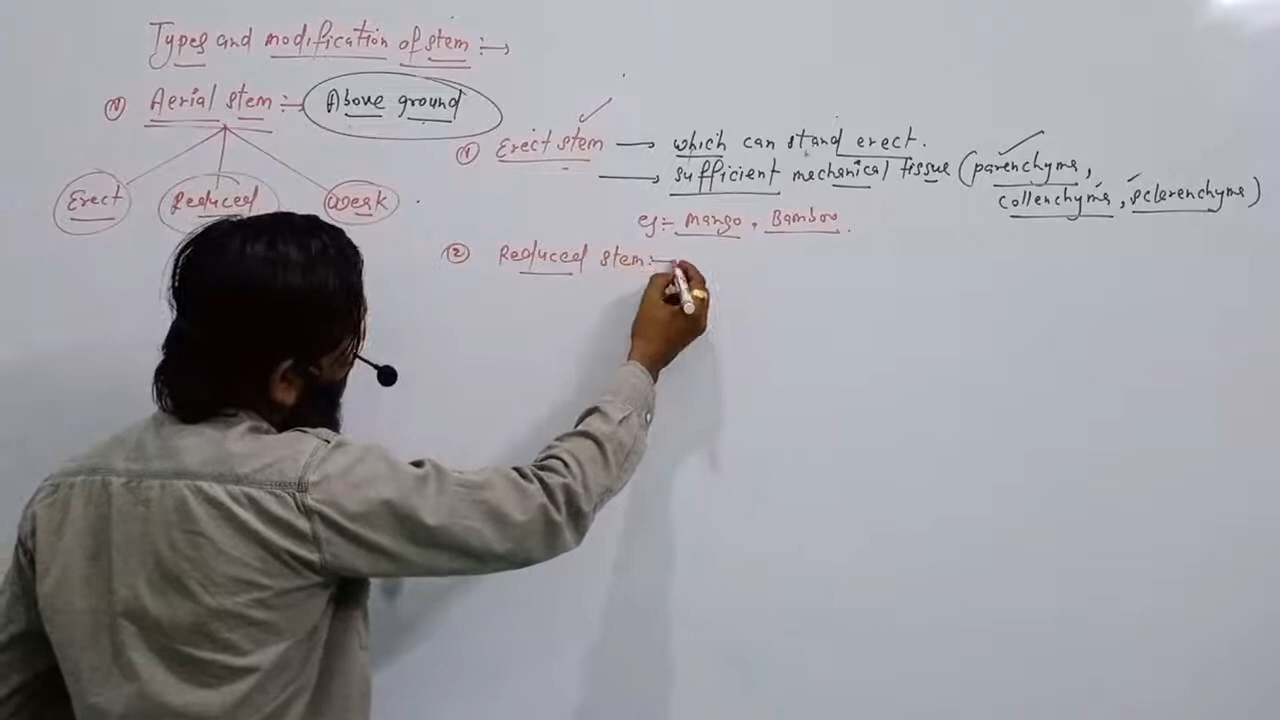 Types and modification of stem :→
(1) Aerial stem :- Above ground
Erect Reduced Weak
(1) Erect stem → which can stand erect.
→ sufficient mechanical tissue (parenchyma,
collenchyma, sclerenchyma)
eg:- Mango, Bamboo.
(2) Reduced stem:-